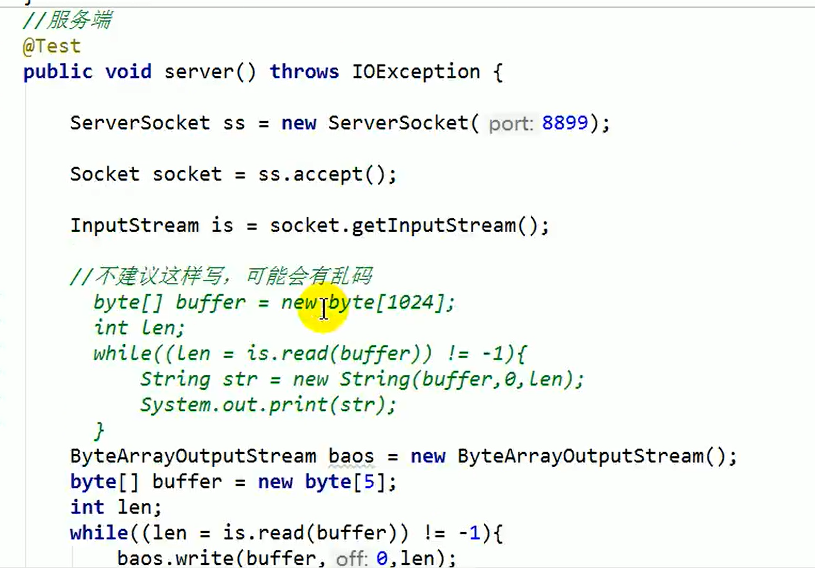 //服务端
@Test
public void server() throws IOException {
ServerSocket ss = new ServerSocket( port: 8899);
Socket socket = ss.accept();
InputStream is = socket.getInputStream();
//不建议这样写，可能会有乱码
byte[] buffer = new byte[1024];
int len;
while((len = is.read(buffer)) != -1){
String str = new String(buffer,0,len);
System.out.print(str);
}
ByteArrayOutputStream baos = new ByteArrayOutputStream();
byte[] buffer = new byte[5];
int len;
while((len = is.read(buffer)) != -1){
baos.write(buffer, off: 0,len);